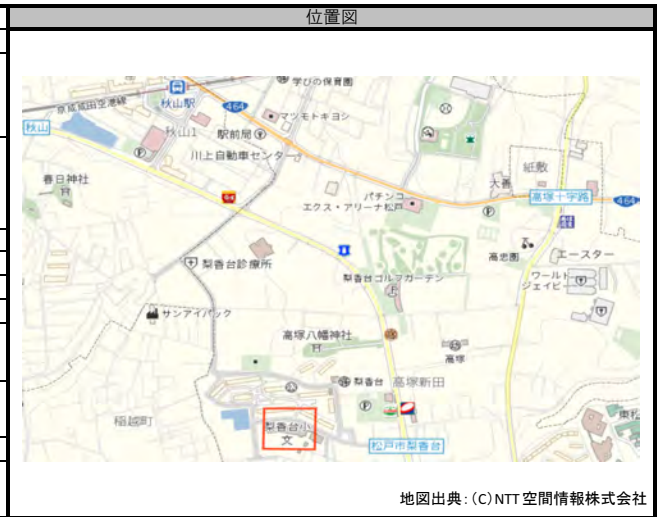 位置図
学びの保育園
京成成田空港線
秋山駅
464
マツモトキヨシ
秋山
秋山1
駅前局
川上自動車センター
紙敷
春日神社
大善
パチンコ
エクス・アリーナ松戸
高塚十字路
464
梨香台診療所
高忠園
エースター
梨香台ゴルフガーデン
ワールド
ジェイビー
サンアイパック
高塚八幡神社
高塚
梨香台
高塚新田
稲越町
梨香台小
文
松戸市梨香台
東松
地図出典：(C)NTT空間情報株式会社